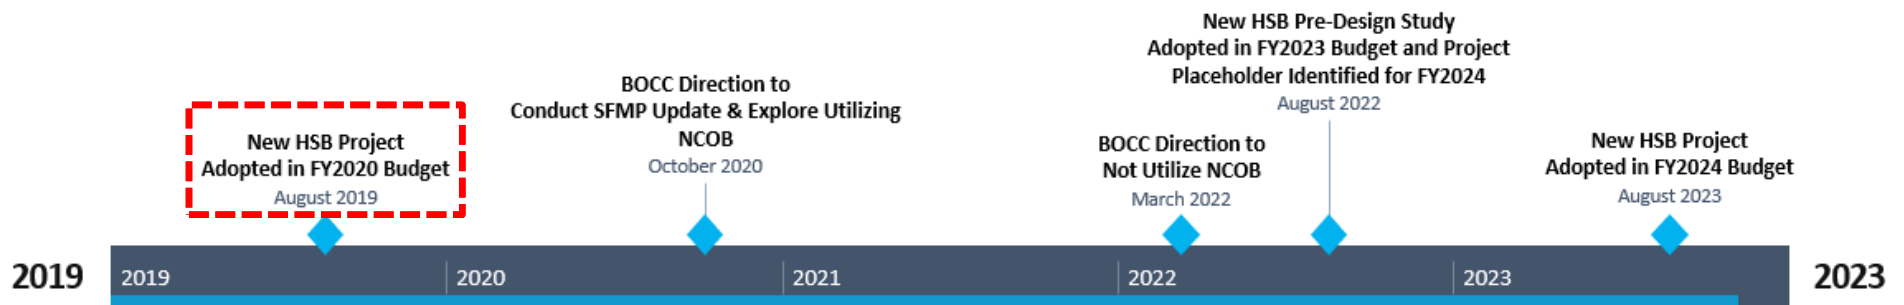 New HSB Project
Adopted in FY2020 Budget
August 2019
BOCC Direction to
Conduct SFMP Update & Explore Utilizing
NCOB
October 2020
BOCC Direction to
Not Utilize NCOB
March 2022
New HSB Pre-Design Study
Adopted in FY2023 Budget and Project
Placeholder Identified for FY2024
August 2022
New HSB Project
Adopted in FY2024 Budget
August 2023
2019
2019
2020
2021
2022
2023
2023